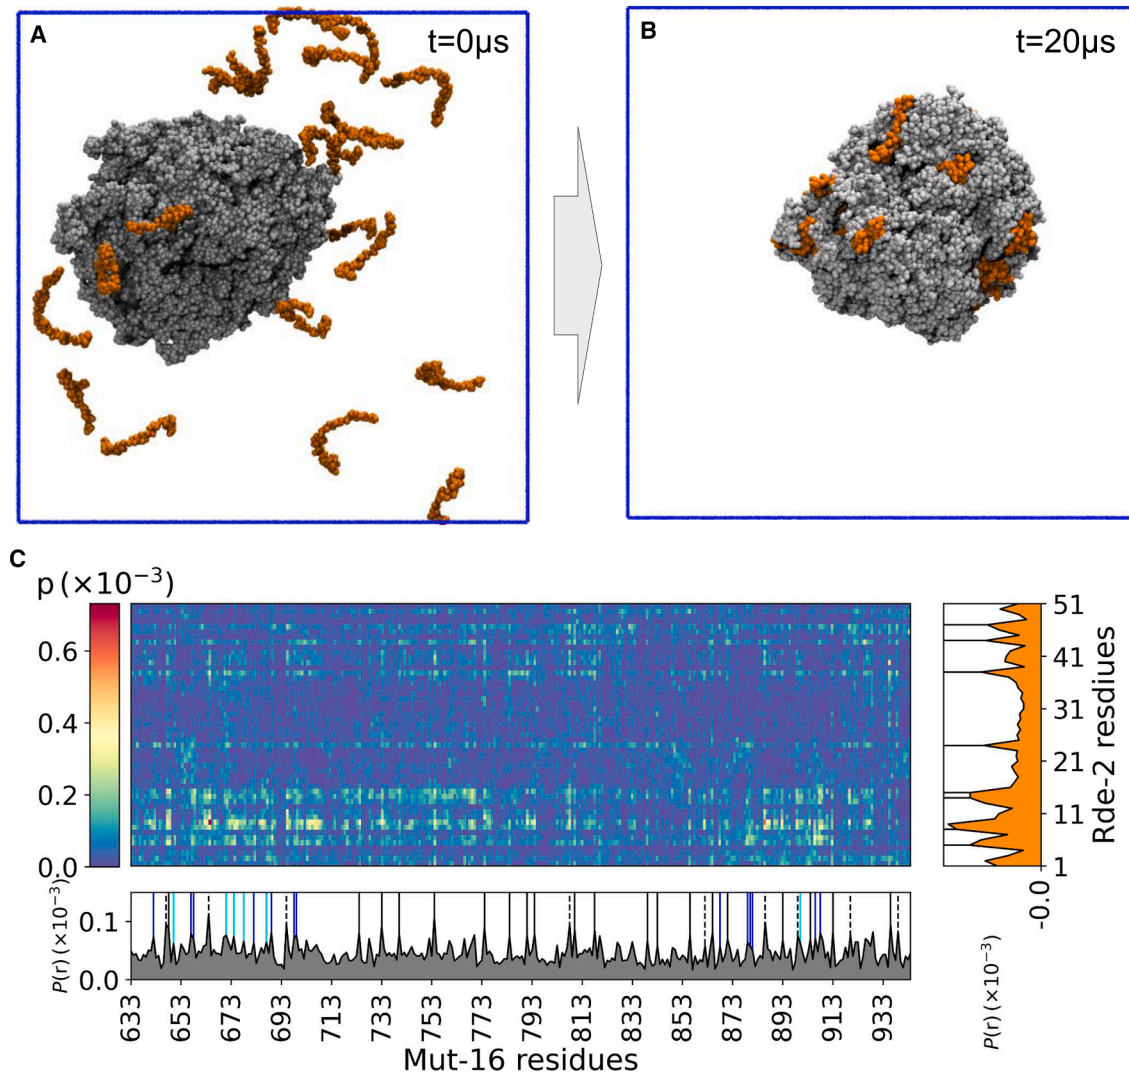 A
t=0μs
B
t=20μs
C
p (×10⁻³)
0.6
0.4
0.2
0.0
51
41
31
21
11
1
Rde-2 resdiues
-0.0
P(r) (×10⁻³)
P(r) (×10⁻³)
0.1
0.0
633
653
673
693
713
733
753
773
793
813
833
853
873
893
913
933
Mut-16 residues